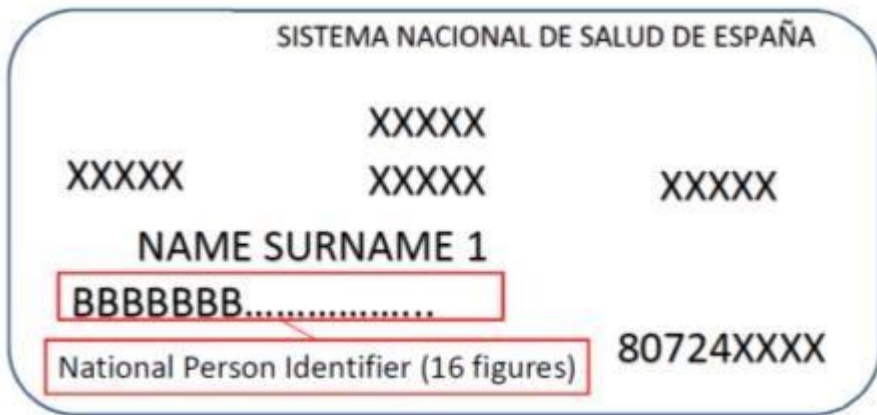 SISTEMA NACIONAL DE SALUD DE ESPAÑA
XXXXX
XXXXX XXXXX XXXXX
NAME SURNAME 1
BBBBBBB....................
National Person Identifier (16 figures)
80724XXXX